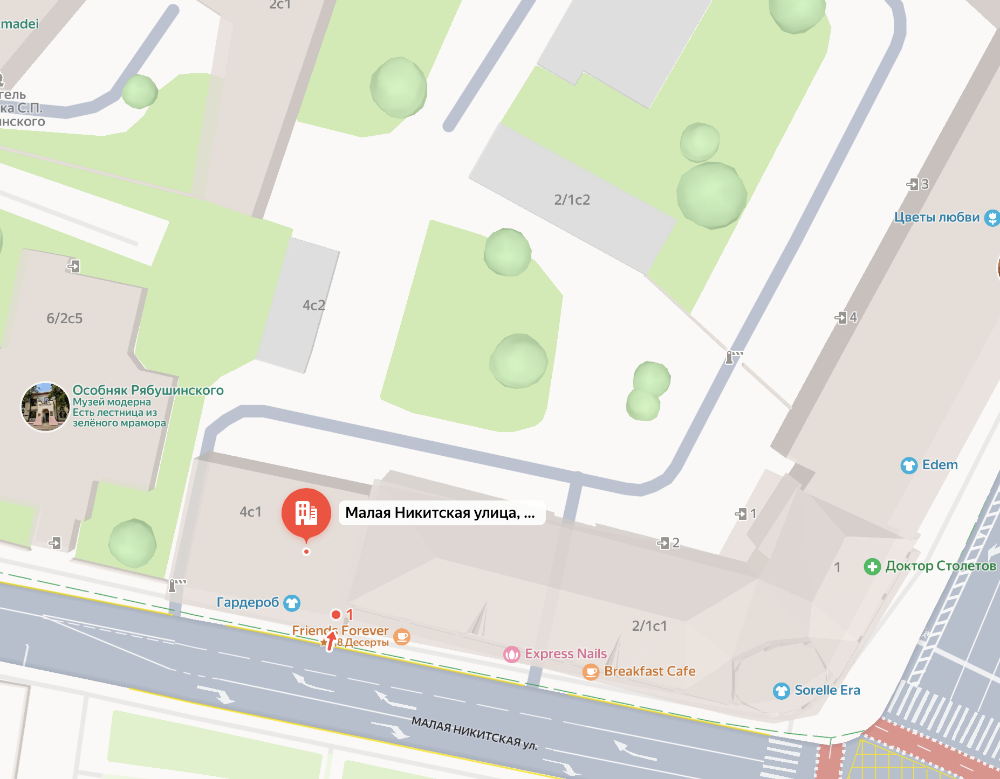 2с1
madei
ка С.П.
3
Цветы любви
2/1с2
4с2
4
6/2с5
Особняк Рябушинского
Музей модерна
Есть лестница из
зелёного мрамора
Edem
4с1
Малая Никитская улица, ...
1
2
1
Доктор Столетов
Гардероб
1
Friends Forever
,8 Десерты
2/1с1
Express Nails
Breakfast Cafe
Sorelle Era
МАЛАЯ НИКИТСКАЯ ул.